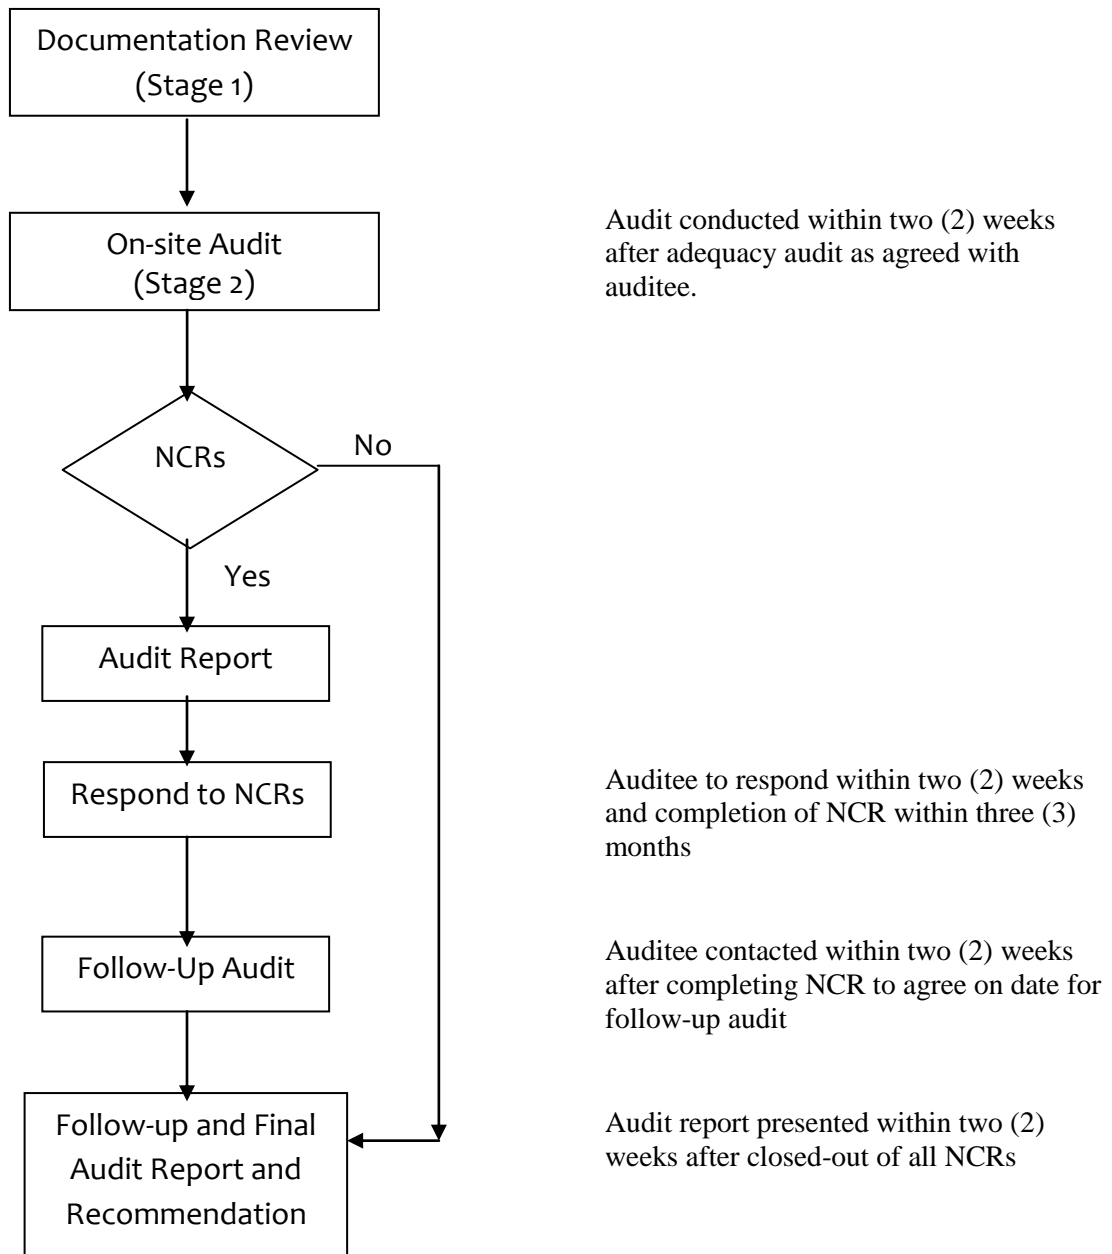 Documentation Review
(Stage 1)
On-site Audit
(Stage 2)
Audit conducted within two (2) weeks
after adequacy audit as agreed with
auditee.
NCRs
No
Yes
Audit Report
Respond to NCRs
Auditee to respond within two (2) weeks
and completion of NCR within three (3)
months
Follow-Up Audit
Auditee contacted within two (2) weeks
after completing NCR to agree on date for
follow-up audit
Follow-up and Final
Audit Report and
Recommendation
Audit report presented within two (2)
weeks after closed-out of all NCRs